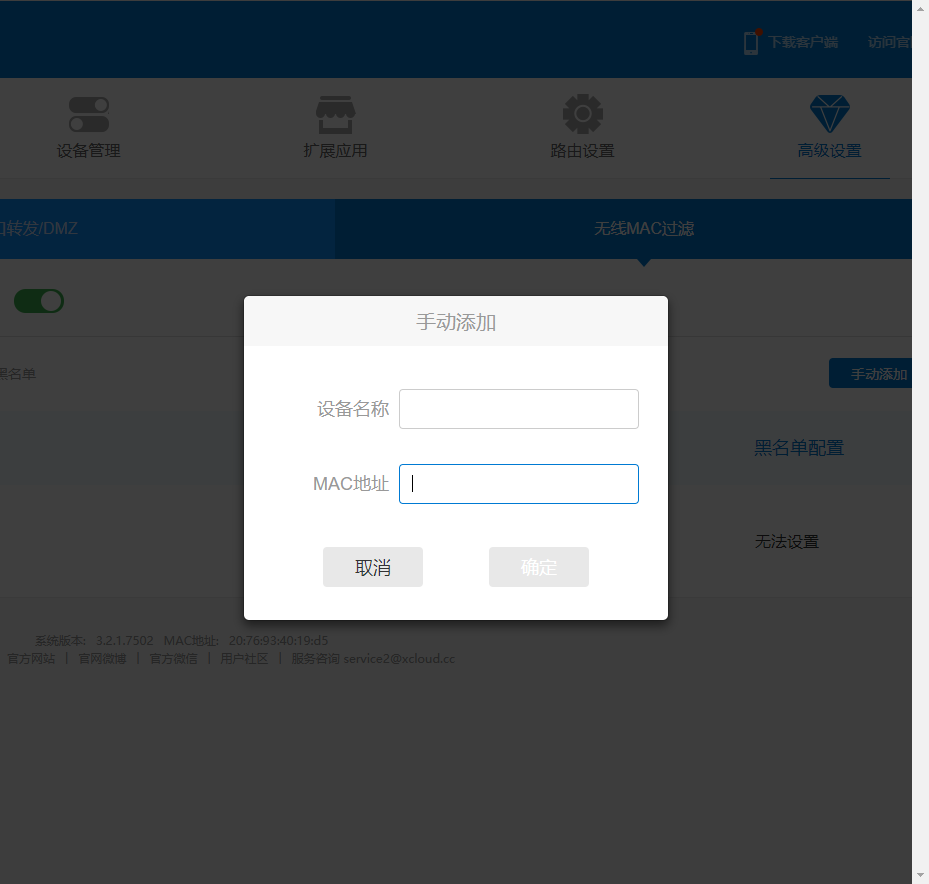 下载客户端 访问官
设备管理 扩展应用 路由设置 高级设置
转发/DMZ 无线MAC过滤
手动添加
黑名单 手动添加
设备名称
黑名单配置
MAC地址
无法设置
取消 确定
系统版本: 3.2.1.7502 MAC地址: 20:76:93:40:19:d5
官方网站 | 官网微博 | 官方微信 | 用户社区 | 服务咨询 service2@xcloud.cc